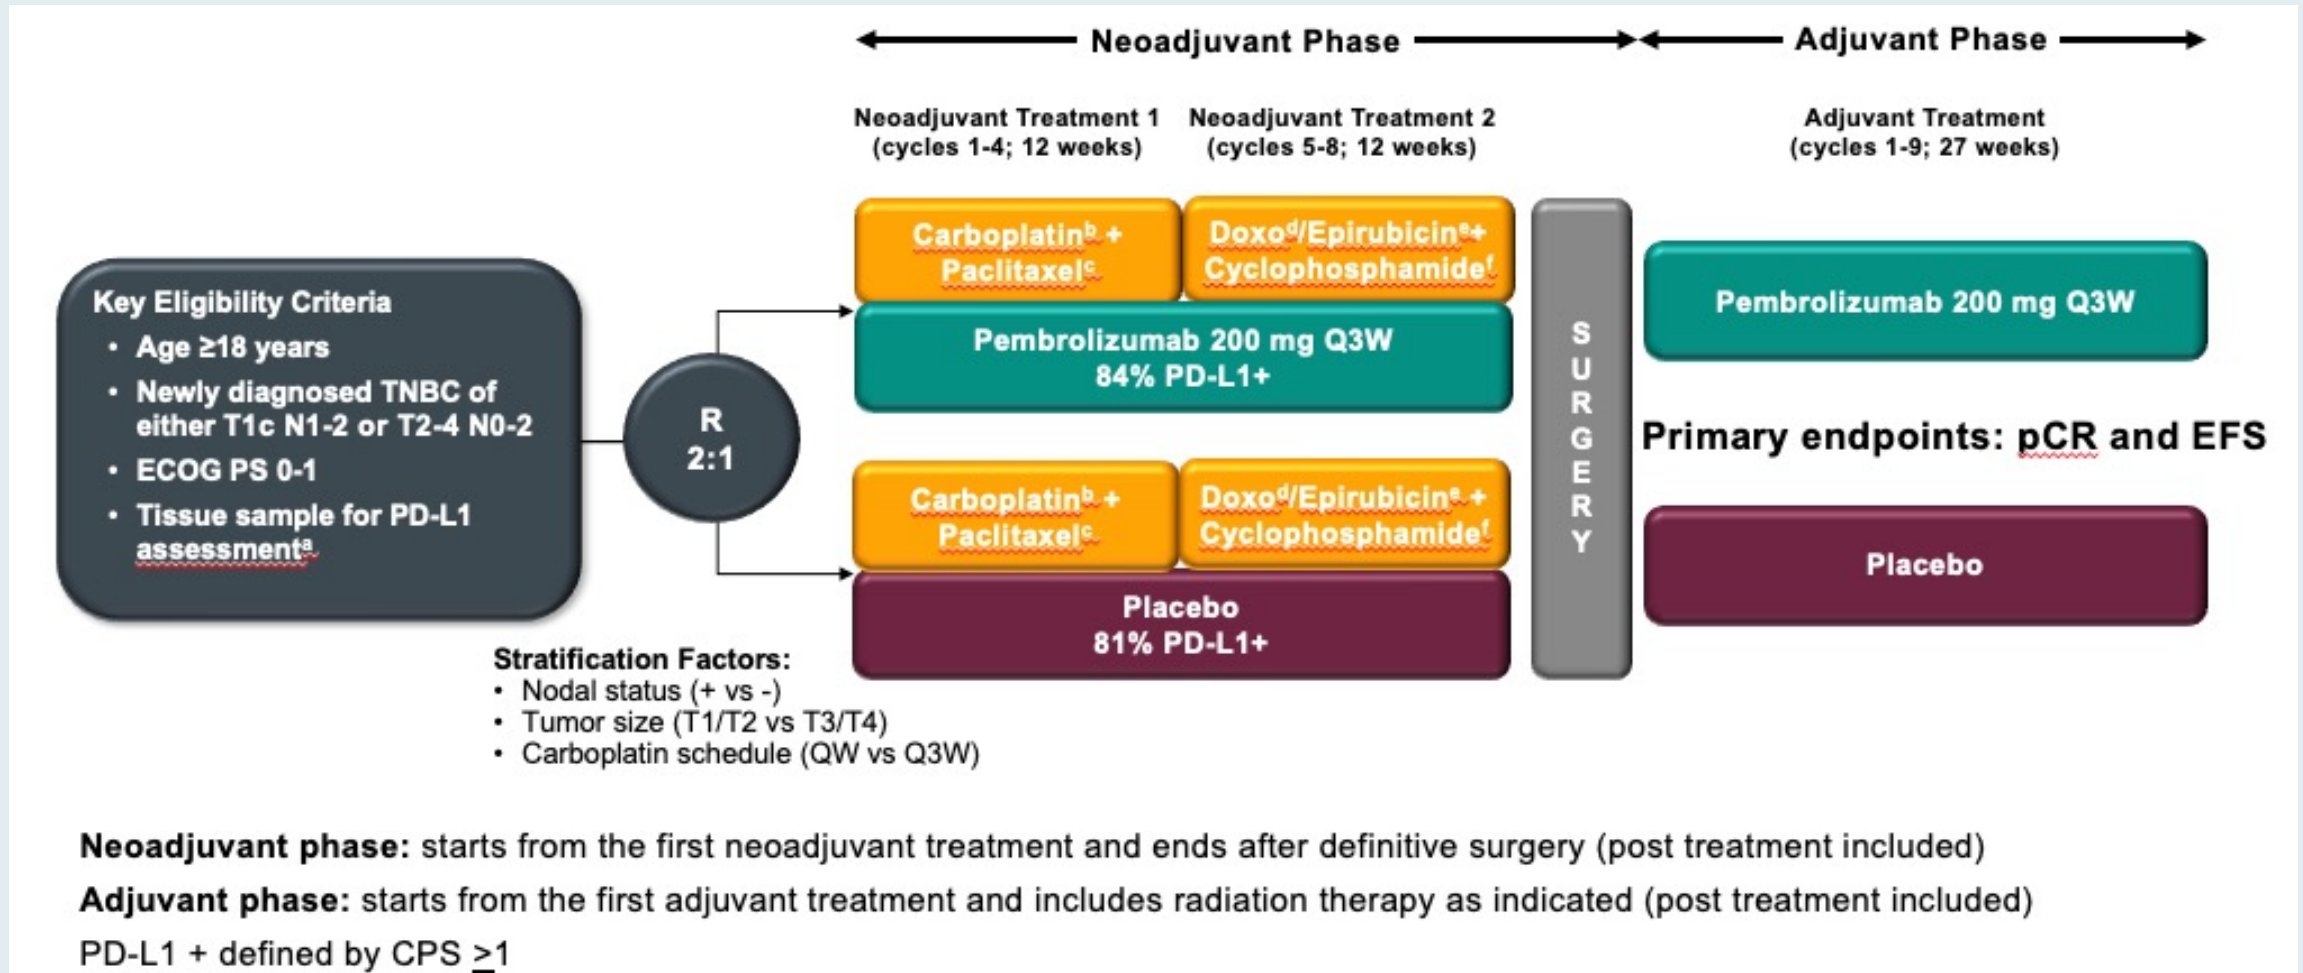 Neoadjuvant Phase
Adjuvant Phase
Neoadjuvant Treatment 1
(cycles 1-4; 12 weeks)
Neoadjuvant Treatment 2
(cycles 5-8; 12 weeks)
Adjuvant Treatment
(cycles 1-9; 27 weeks)
Key Eligibility Criteria
• Age ≥18 years
• Newly diagnosed TNBC of
either T1c N1-2 or T2-4 N0-2
• ECOG PS 0-1
• Tissue sample for PD-L1
assessmentᵃ
R
2:1
Carboplatinᵇ +
Paclitaxelᶜ
Doxoᵈ/Epirubicinᵉ+
Cyclophosphamideᶠ
Pembrolizumab 200 mg Q3W
84% PD-L1+
Carboplatinᵇ +
Paclitaxelᶜ
Doxoᵈ/Epirubicinᵉ +
Cyclophosphamideᶠ
Placebo
81% PD-L1+
SURGERY
Pembrolizumab 200 mg Q3W
Primary endpoints: pCR and EFS
Placebo
Stratification Factors:
• Nodal status (+ vs -)
• Tumor size (T1/T2 vs T3/T4)
• Carboplatin schedule (QW vs Q3W)
Neoadjuvant phase: starts from the first neoadjuvant treatment and ends after definitive surgery (post treatment included)
Adjuvant phase: starts from the first adjuvant treatment and includes radiation therapy as indicated (post treatment included)
PD-L1 + defined by CPS >1